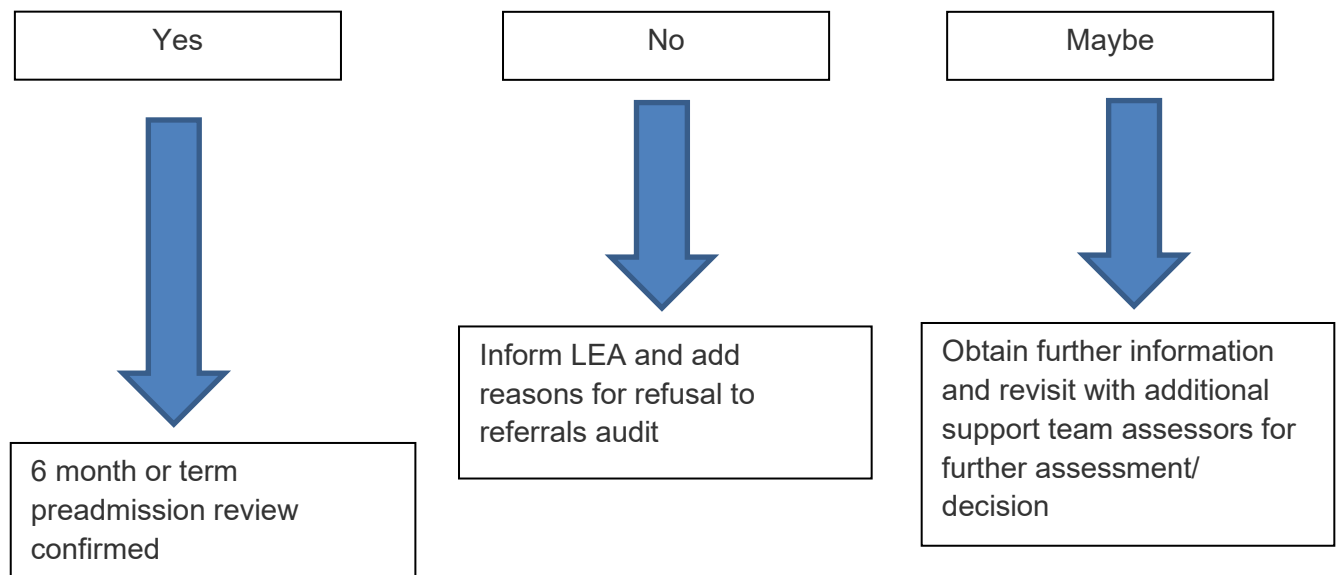 Yes
No
Maybe
Inform LEA and add
reasons for refusal to
referrals audit
Obtain further information
and revisit with additional
support team assessors for
further assessment/
decision
6 month or term
preadmission review
confirmed